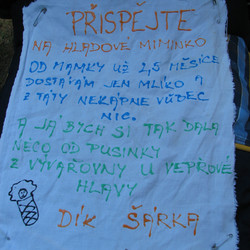 PŘISPĚJTE
NA HLADOVÉ MIMINKO
OD MAMKY UŽ 2,5 MĚSÍCE
DOSTÁVÁM JEN MLÍKO A
Z TÁTY NEKÁPNE VŮBEC
NIC.
A JÁ BYCH SI TAK DALA
NĚCO OD PUSINKY
Z VÝVAŘOVNY U VEPŘOVÉ
HLAVY
DÍK ŠÁRKA